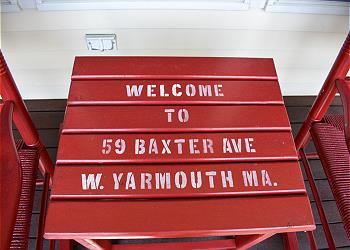 WELCOME
TO
59 BAXTER AVE
W. YARMOUTH MA.